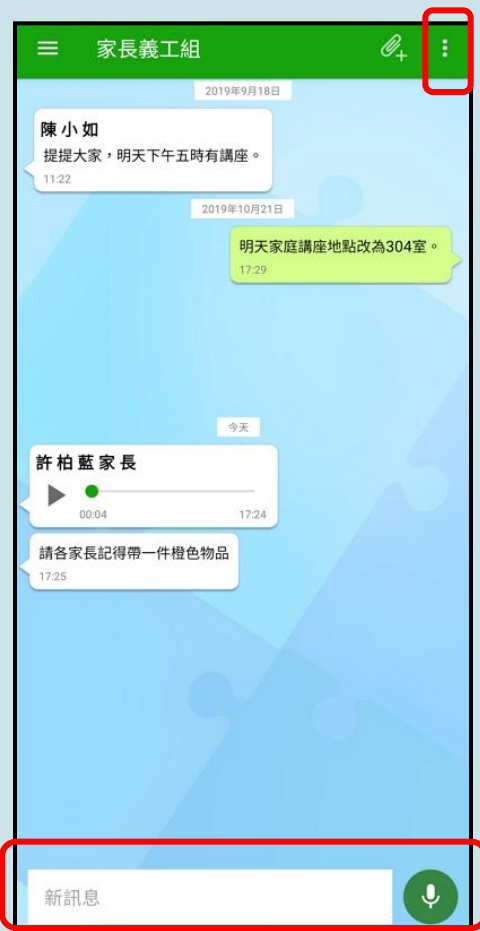 家長義工組
2019年9月18日
陳小如
提提大家，明天下午五時有講座。
11:22
2019年10月21日
明天家庭講座地點改為304室。
17:29
今天
許柏藍家長
00:04 17:24
請各家長記得帶一件橙色物品
17:25
新訊息